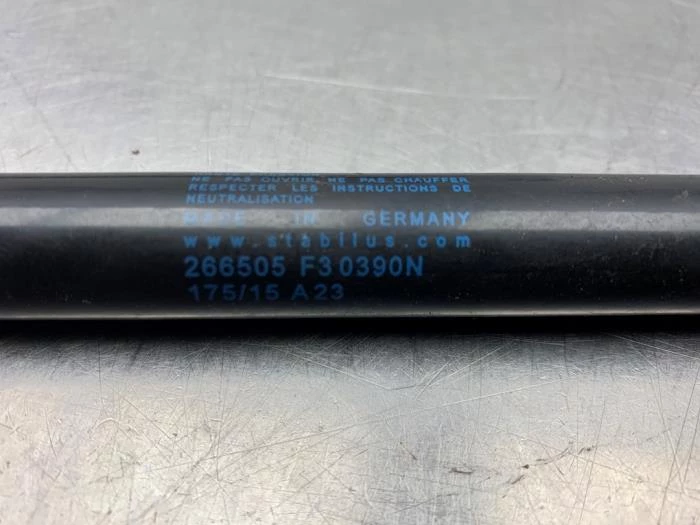 NE PAS OUVRIR, NE PAS CHAUFFER
RESPECTER LES INSTRUCTIONS DE
NEUTRALISATION
MADE IN GERMANY
www.stabilus.com
266505 F3 0390N
175/15 A 23